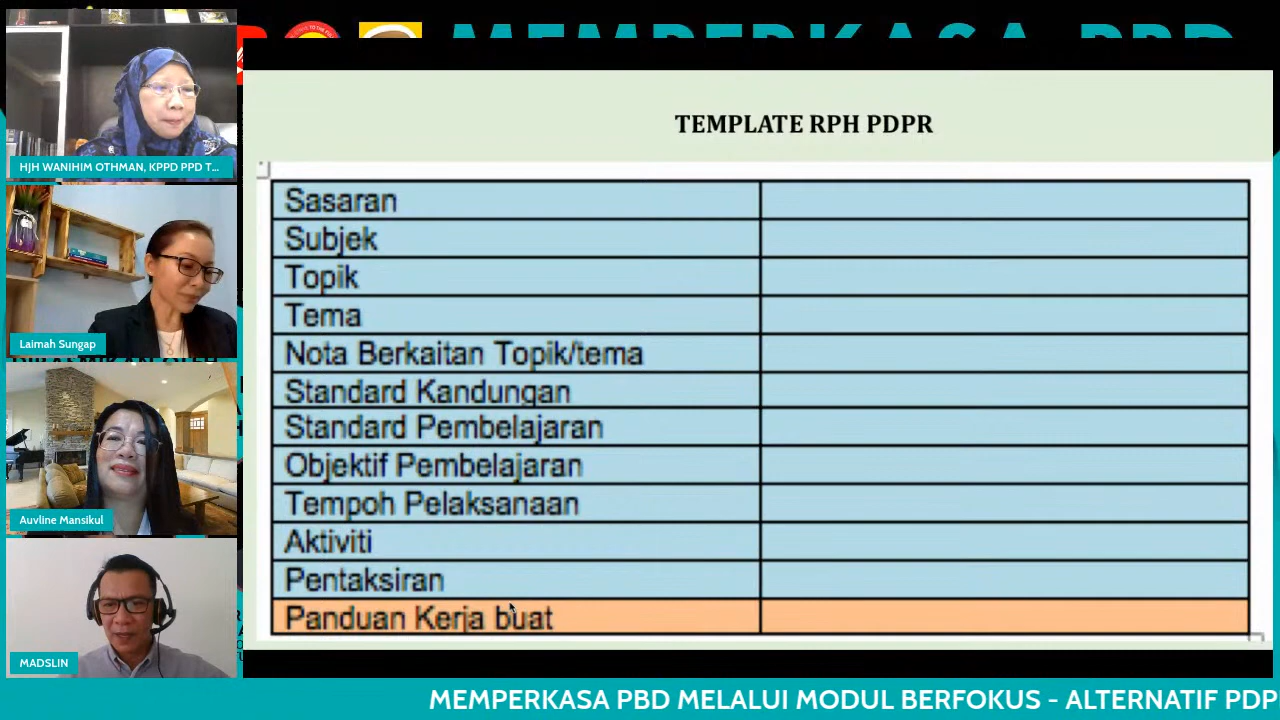 MEMPERKASA PBD
TEMPLATE RPH PDPR
Sasaran
Subjek
Topik
Tema
Nota Berkaitan Topik/tema
Standard Kandungan
Standard Pembelajaran
Objektif Pembelajaran
Tempoh Pelaksanaan
Aktiviti
Pentaksiran
Panduan Kerja buat
HJH WANIHIM OTHMAN, KPPD PPD T...
Laimah Sungap
Auvline Mansikul
MADSLIN
MEMPERKASA PBD MELALUI MODUL BERFOKUS - ALTERNATIF PDP